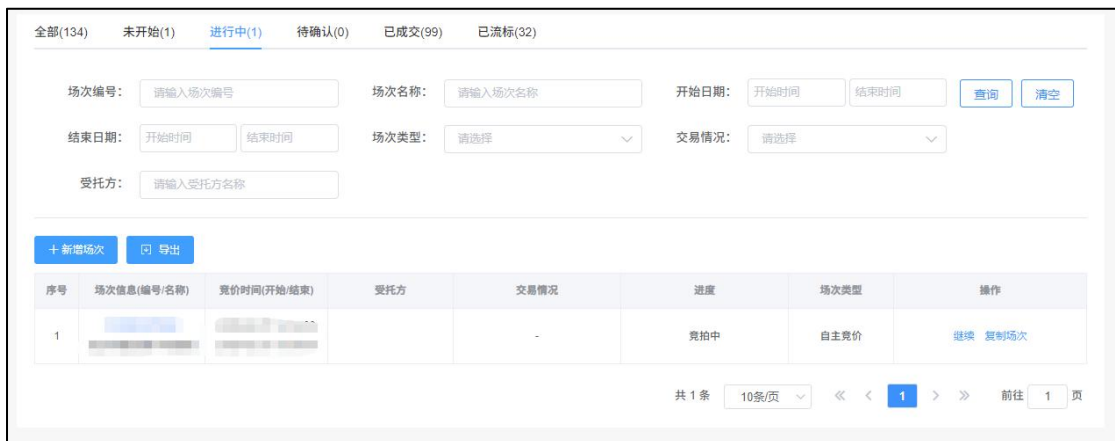 全部(134) 未开始(1) 进行中(1) 待确认(0) 已成交(99) 已流标(32)
场次编号： 请输入场次编号 场次名称： 请输入场次名称 开始日期： 开始时间 结束时间 查询 清空
结束日期： 开始时间 结束时间 场次类型： 请选择 交易情况： 请选择
受托方： 请输入受托方名称
+ 新增场次 导出
序号 场次信息(编号/名称) 竞价时间(开始/结束) 受托方 交易情况 进度 场次类型 操作
1 - 竞拍中 自主竞价 继续 复制场次
共 1 条 10条/页 1 前往 1 页